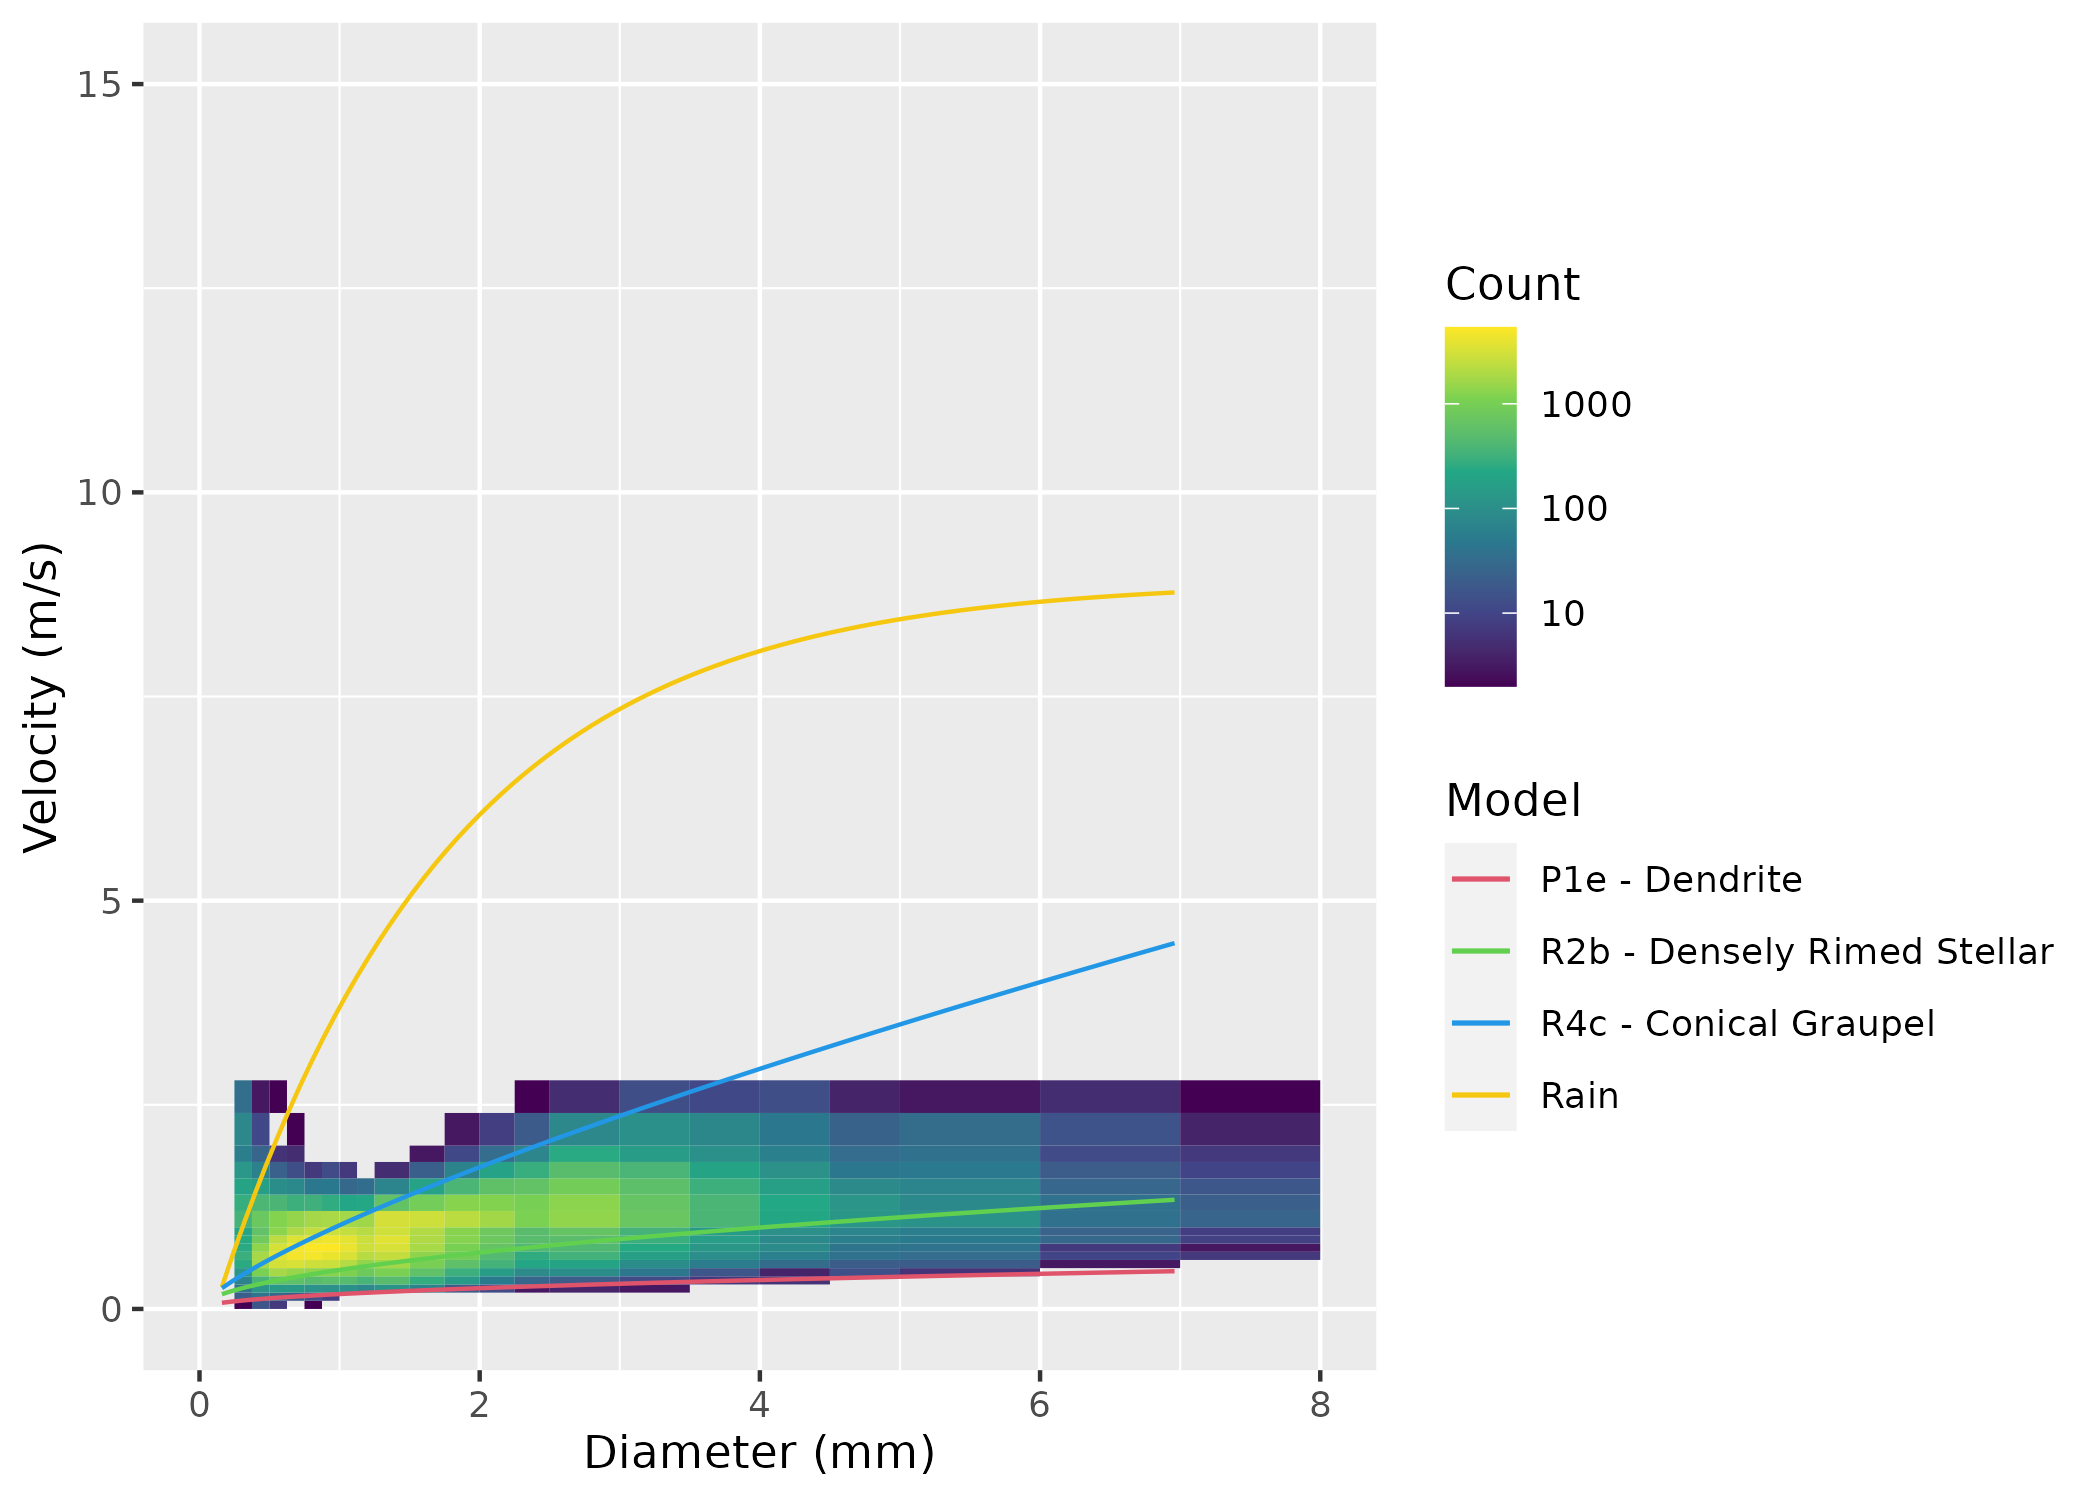 15
10
5
0
Velocity (m/s)
0
2
4
6
8
Diameter (mm)
Count
1000
100
10
Model
P1e - Dendrite
R2b - Densely Rimed Stellar
R4c - Conical Graupel
Rain